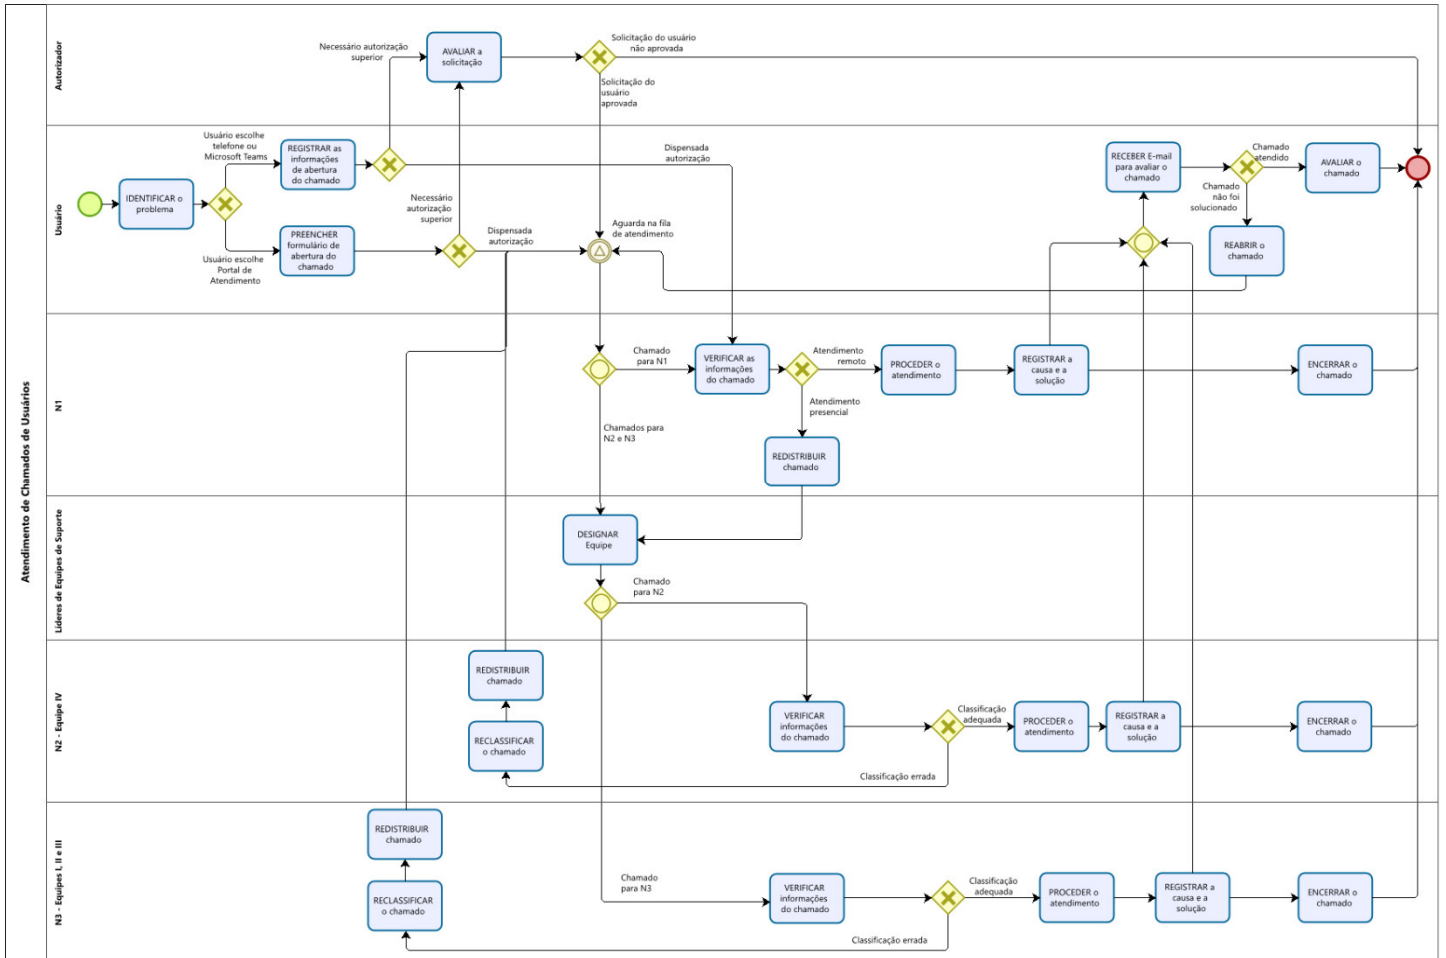 Atendimento de Chamados de Usuários
Autorizador
Necessário autorização
superior
AVALIAR a
solicitação
Solicitação do usuário
não aprovada
Solicitação do
usuário
aprovada
Usuário
IDENTIFICAR o
problema
Usuário escolhe
telefone ou
Microsoft Teams
REGISTRAR as
informações
de abertura
do chamado
Usuário escolhe
Portal de
Atendimento
PREENCHER
formulário de
abertura do
chamado
Necessário
autorização
superior
Dispensada
autorização
Dispensada
autorização
Aguarda na fila
de atendimento
RECEBER E-mail
para avaliar o
chamado
Chamado
atendido
AVALIAR o
chamado
Chamado
não foi
solucionado
REABRIR o
chamado
N1
Chamado
para N1
VERIFICAR as
informações
do chamado
Atendimento
remoto
PROCEDER o
atendimento
REGISTRAR a
causa e a
solução
ENCERRAR o
chamado
Atendimento
presencial
REDISTRIBUIR
chamado
Chamados para
N2 e N3
Líderes de Equipes de Suporte
DESIGNAR
Equipe
Chamado
para N2
N2 - Equipe IV
REDISTRIBUIR
chamado
RECLASSIFICAR
o chamado
VERIFICAR
informações
do chamado
Classificação
adequada
PROCEDER o
atendimento
REGISTRAR a
causa e a
solução
ENCERRAR o
chamado
Classificação errada
N3 - Equipes I, II e III
REDISTRIBUIR
chamado
RECLASSIFICAR
o chamado
Chamado
para N3
VERIFICAR
informações
do chamado
Classificação
adequada
PROCEDER o
atendimento
REGISTRAR a
causa e a
solução
ENCERRAR o
chamado
Classificação errada